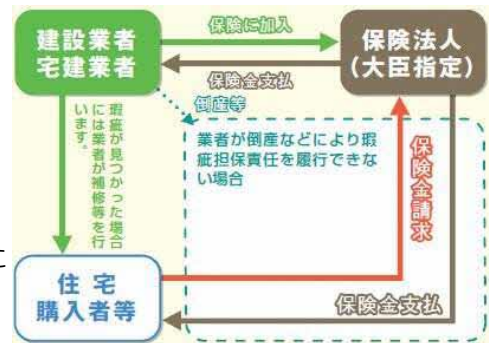 建設業者
宅建業者
保険に加入
保険金支払
保険法人
(大臣指定)
倒産等
瑕疵が見つかった場合
には業者が補修等を行
います。
業者が倒産などにより瑕
疵担保責任を履行できな
い場合
保険金請求
に
住宅
購入者等
保険金支払